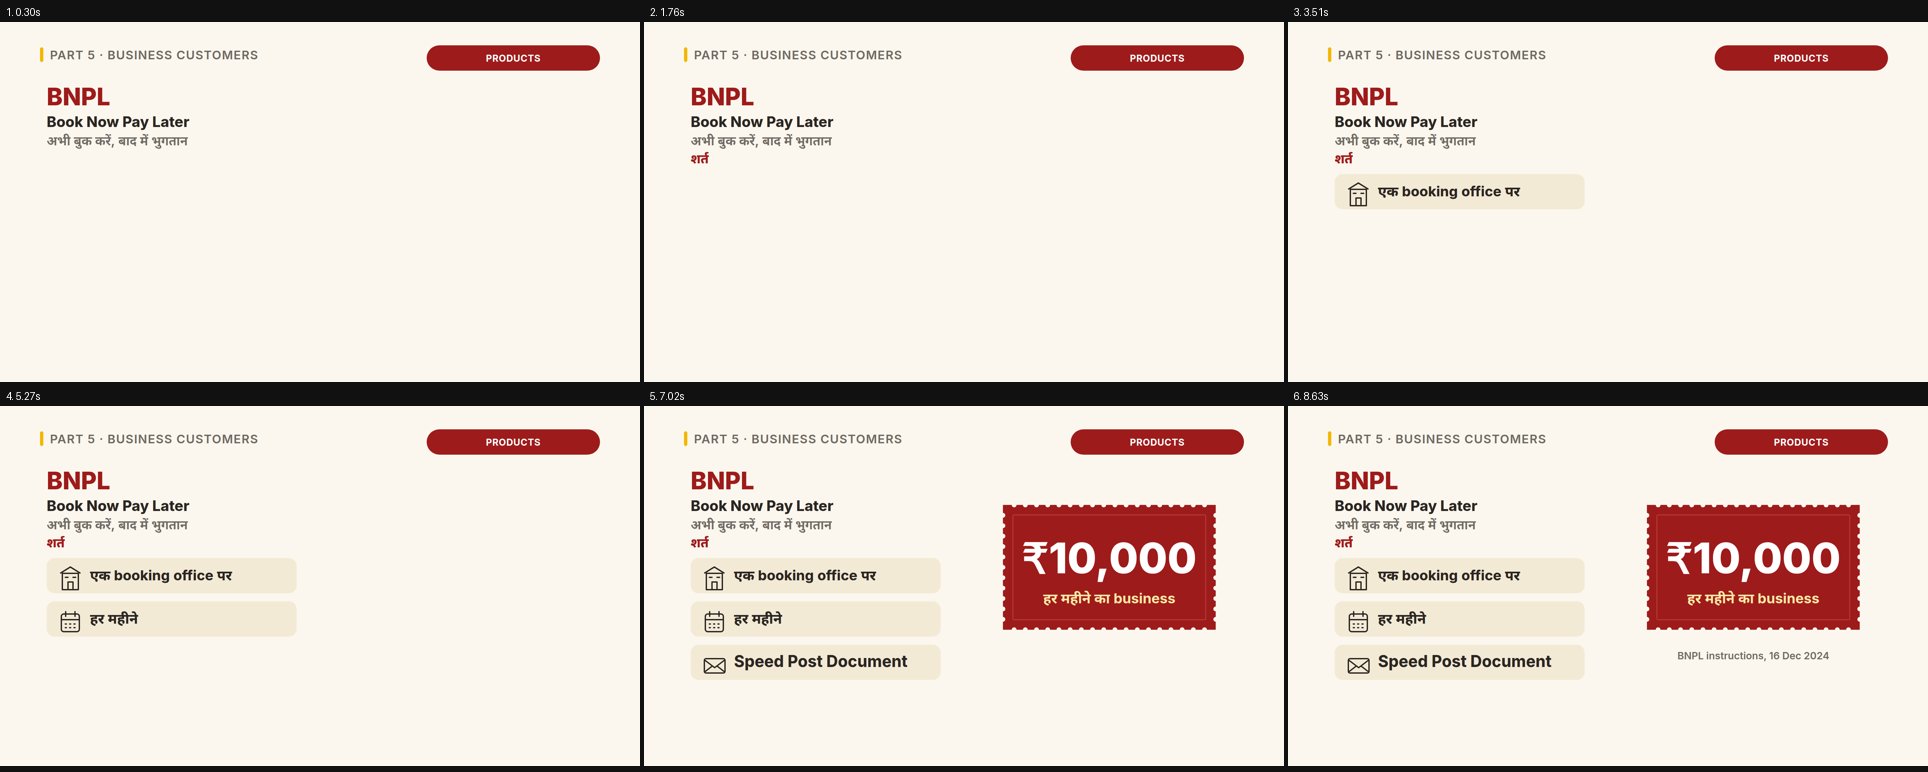 1. 0.30s
PART 5 · BUSINESS CUSTOMERS
PRODUCTS
BNPL
Book Now Pay Later
अभी बुक करें, बाद में भुगतान
2. 1.76s
PART 5 · BUSINESS CUSTOMERS
PRODUCTS
BNPL
Book Now Pay Later
अभी बुक करें, बाद में भुगतान
शर्त
3. 3.51s
PART 5 · BUSINESS CUSTOMERS
PRODUCTS
BNPL
Book Now Pay Later
अभी बुक करें, बाद में भुगतान
शर्त
एक booking office पर
4. 5.27s
PART 5 · BUSINESS CUSTOMERS
PRODUCTS
BNPL
Book Now Pay Later
अभी बुक करें, बाद में भुगतान
शर्त
एक booking office पर
हर महीने
5. 7.02s
PART 5 · BUSINESS CUSTOMERS
PRODUCTS
BNPL
Book Now Pay Later
अभी बुक करें, बाद में भुगतान
शर्त
एक booking office पर
हर महीने
Speed Post Document
₹10,000
हर महीने का business
6. 8.63s
PART 5 · BUSINESS CUSTOMERS
PRODUCTS
BNPL
Book Now Pay Later
अभी बुक करें, बाद में भुगतान
शर्त
एक booking office पर
हर महीने
Speed Post Document
₹10,000
हर महीने का business
BNPL instructions, 16 Dec 2024